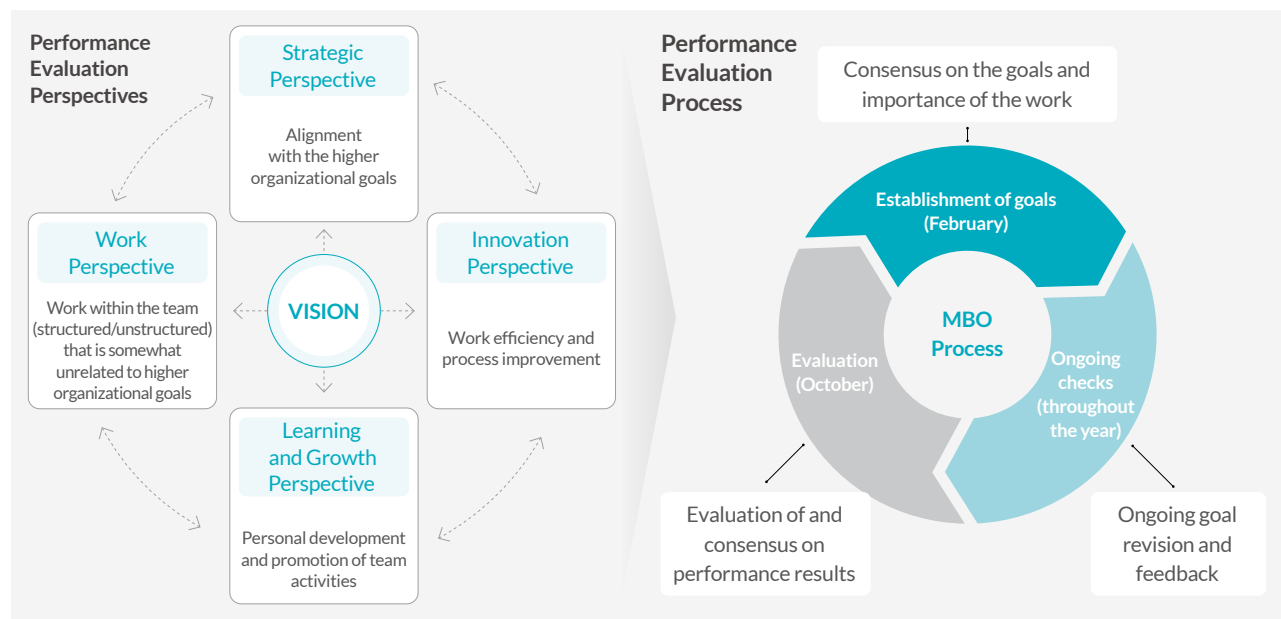 Performance
Evaluation
Perspectives
Strategic
Perspective
Alignment
with the higher
organizational goals
Work
Perspective
Work within the team
(structured/unstructured)
that is somewhat
unrelated to higher
organizational goals
VISION
Innovation
Perspective
Work efficiency and
process improvement
Learning
and Growth
Perspective
Personal development
and promotion of team
activities
Performance
Evaluation
Process
Consensus on the goals and
importance of the work
Establishment of goals
(February)
MBO
Process
Ongoing
checks
(throughout
the year)
Evaluation
(October)
Evaluation of and
consensus on
performance results
Ongoing goal
revision and
feedback